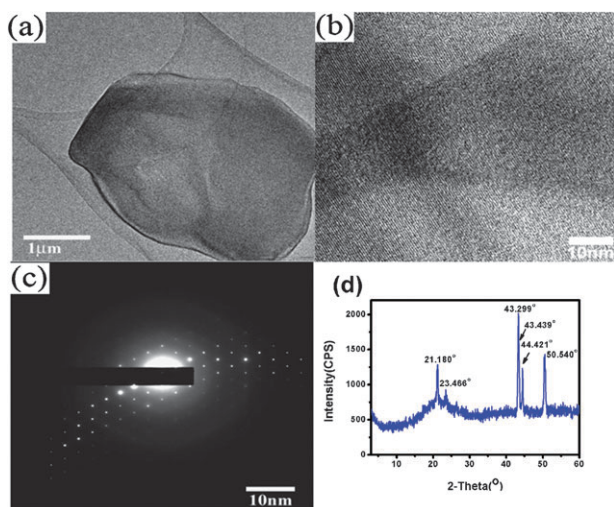 (a)
1μm
(b)
10nm
(c)
10nm
(d)
Intensity(CPS)
2000
1500
1000
500
0
43.299°
43.439°
44.421°
50.540°
21.180°
23.466°
10 20 30 40 50 60
2-Theta(°)